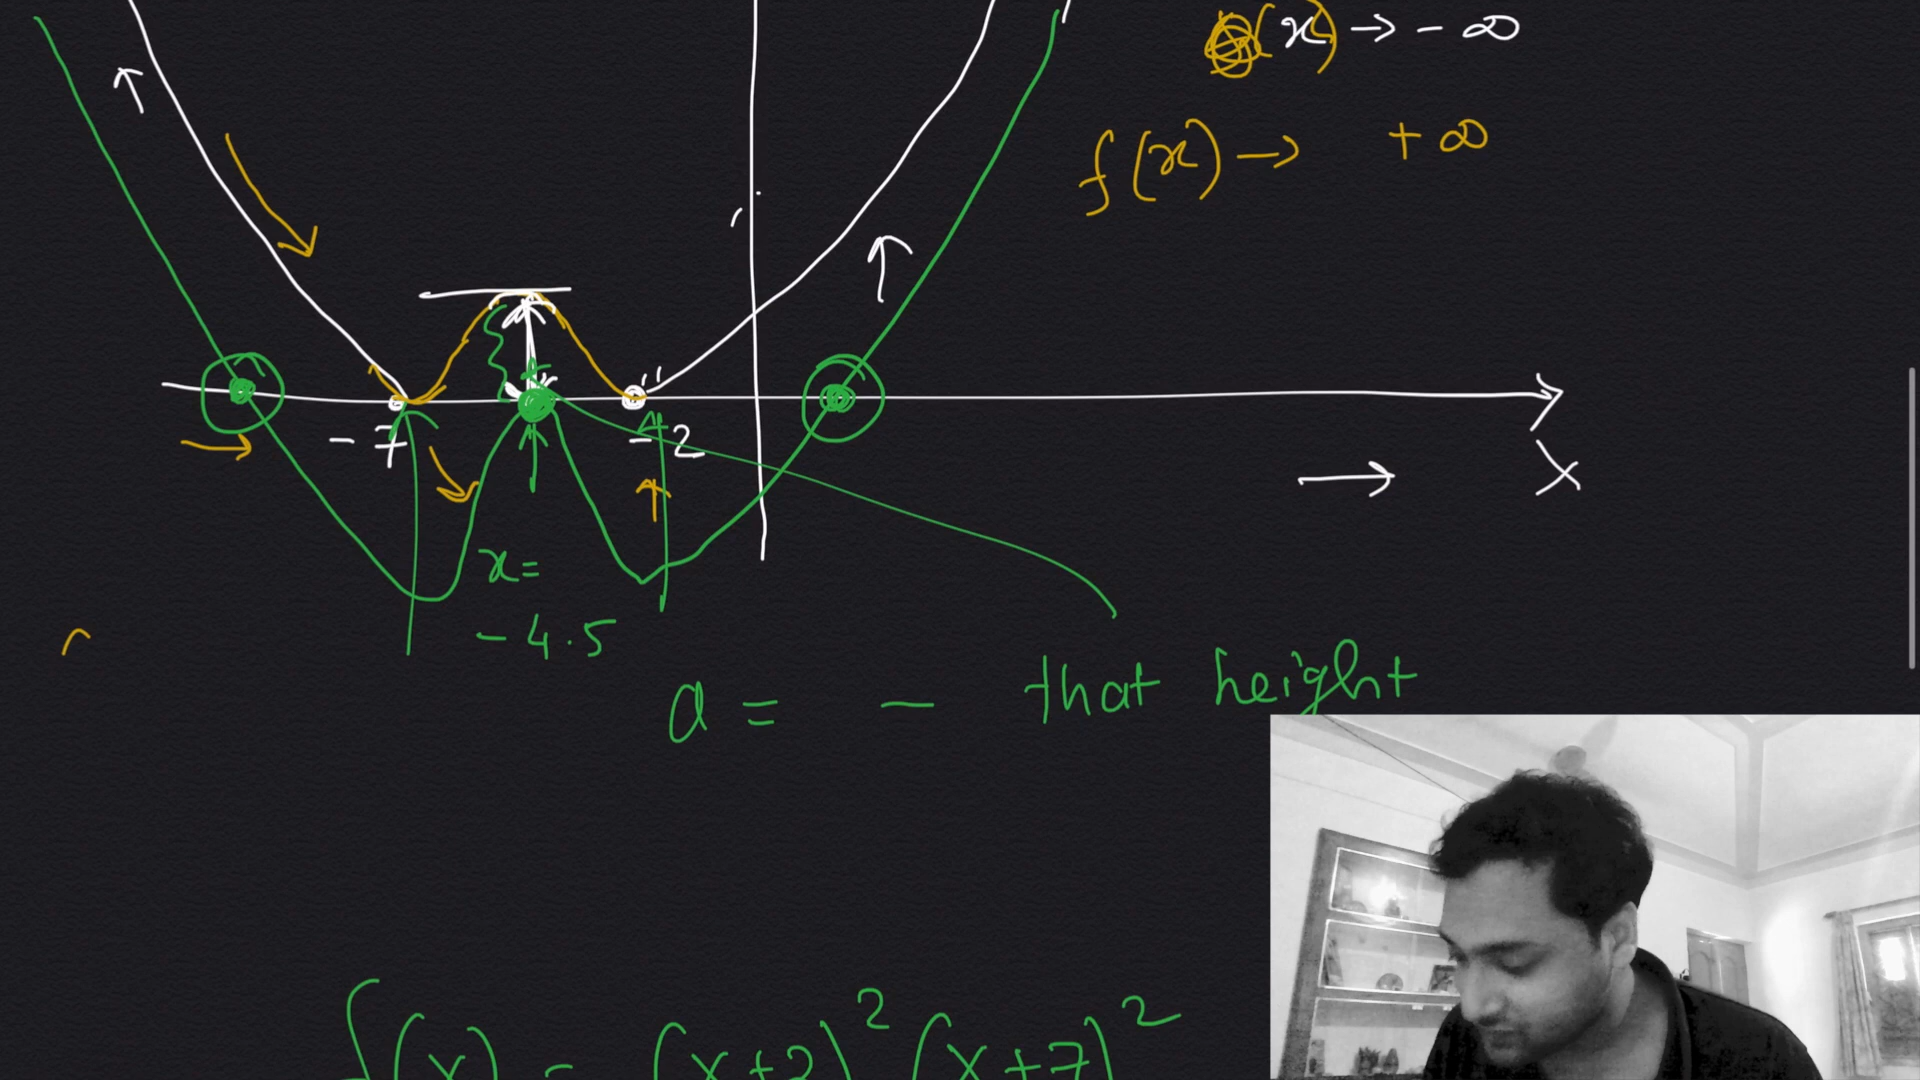 (x) → - ∞
f(x) → + ∞
-7
-2
x
x =
- 4.5
a = - that height
f(x) = (x+2)² (x+7)²